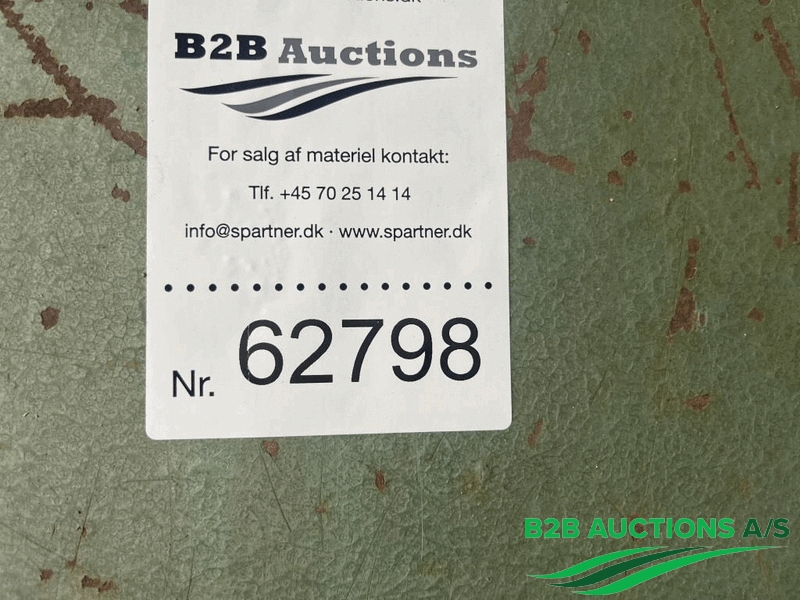 B2B Auctions
For salg af materiel kontakt:
Tlf. +45 70 25 14 14
info@spartner.dk · www.spartner.dk
Nr. 62798
B2B AUCTIONS A/S